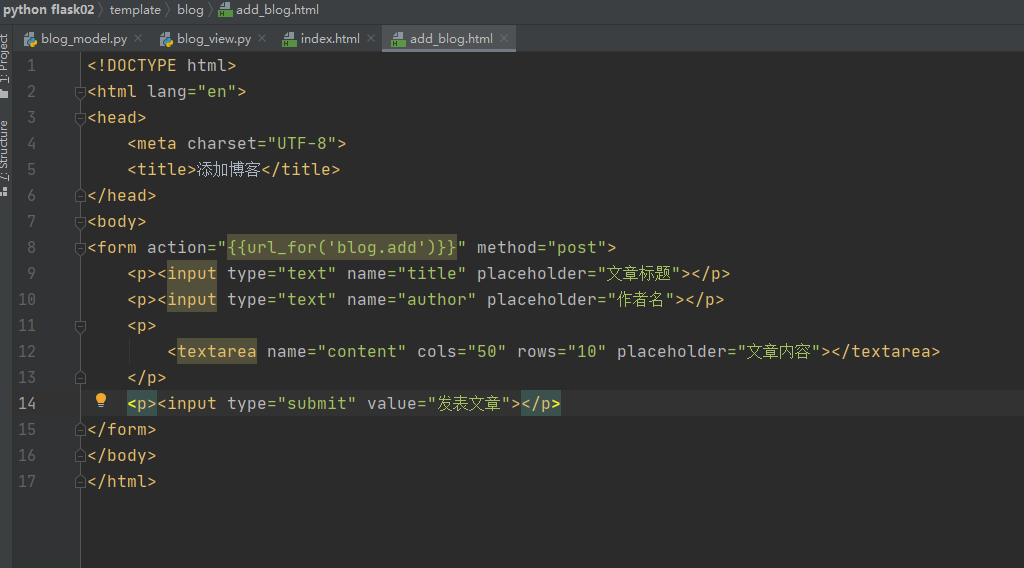 python flask02 〉 template 〉 blog 〉 add_blog.html
blog_model.py × blog_view.py × index.html × add_blog.html ×
1: Project
Z: Structure
1 <!DOCTYPE html>
2 <html lang="en">
3 <head>
4     <meta charset="UTF-8">
5     <title>添加博客</title>
6 </head>
7 <body>
8 <form action="{{url_for('blog.add')}}" method="post">
9     <p><input type="text" name="title" placeholder="文章标题"></p>
10     <p><input type="text" name="author" placeholder="作者名"></p>
11     <p>
12         <textarea name="content" cols="50" rows="10" placeholder="文章内容"></textarea>
13     </p>
14     <p><input type="submit" value="发表文章"></p>
15 </form>
16 </body>
17 </html>